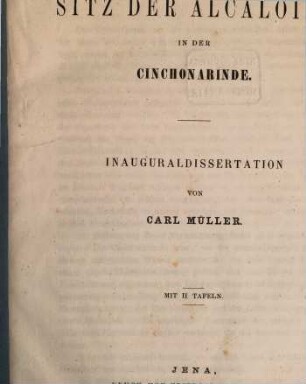 SITZ DER ALCALOI
IN DER
CINCHONARINDE.
INAUGURALDISSERTATION
VON
CARL MÜLLER.
MIT II TAFELN.
JENA,